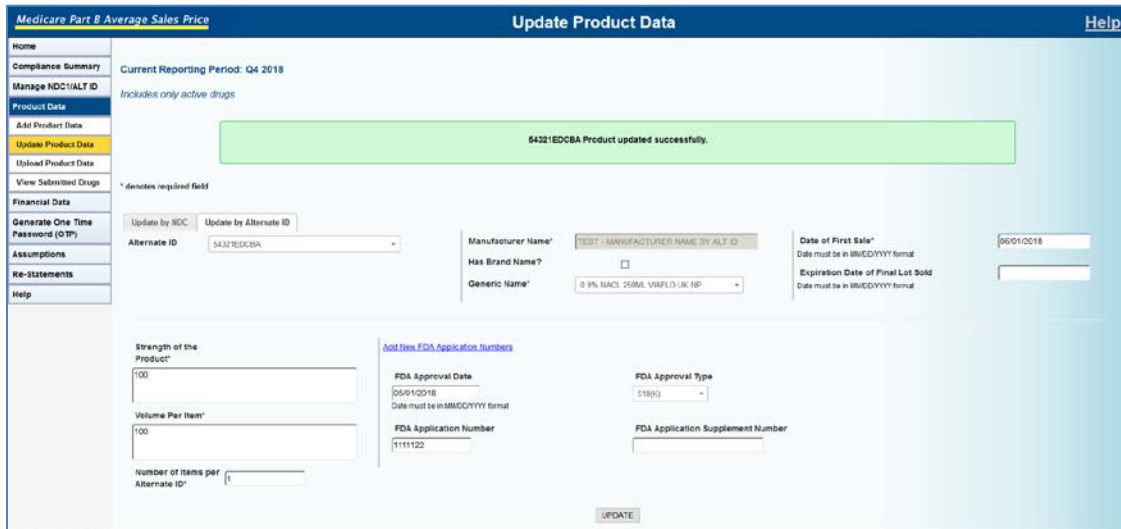 Medicare Part B Average Sales Price
Update Product Data
Help
Home
Compliance Summary
Manage NDC1/ALT ID
Product Data
Add Product Data
Update Product Data
Upload Product Data
View Submitted Drugs
Financial Data
Generate One Time
Password (OTP)
Assumptions
Re-Statements
Help
Current Reporting Period: Q4 2018
Includes only active drugs
54321EDCBA Product updated successfully.
* denotes required field
Update by NDC
Update by Alternate ID
Alternate ID
54321EDCBA
Manufacturer Name*
TEST - MANUFACTURER NAME BY ALT ID
Has Brand Name?
Generic Name*
0.9% NACL 250ML VIAFLO UK NP
Date of First Sale*
06/01/2018
Date must be in MM/DD/YYYY format
Expiration Date of Final Lot Sold
Date must be in MM/DD/YYYY format
Strength of the
Product*
100
Volume Per Item*
100
Number of Items per
Alternate ID*
1
Add New FDA Application Numbers
FDA Approval Date
05/01/2018
Date must be in MM/DD/YYYY format
FDA Approval Type
510(K)
FDA Application Number
1111122
FDA Application Supplement Number
UPDATE